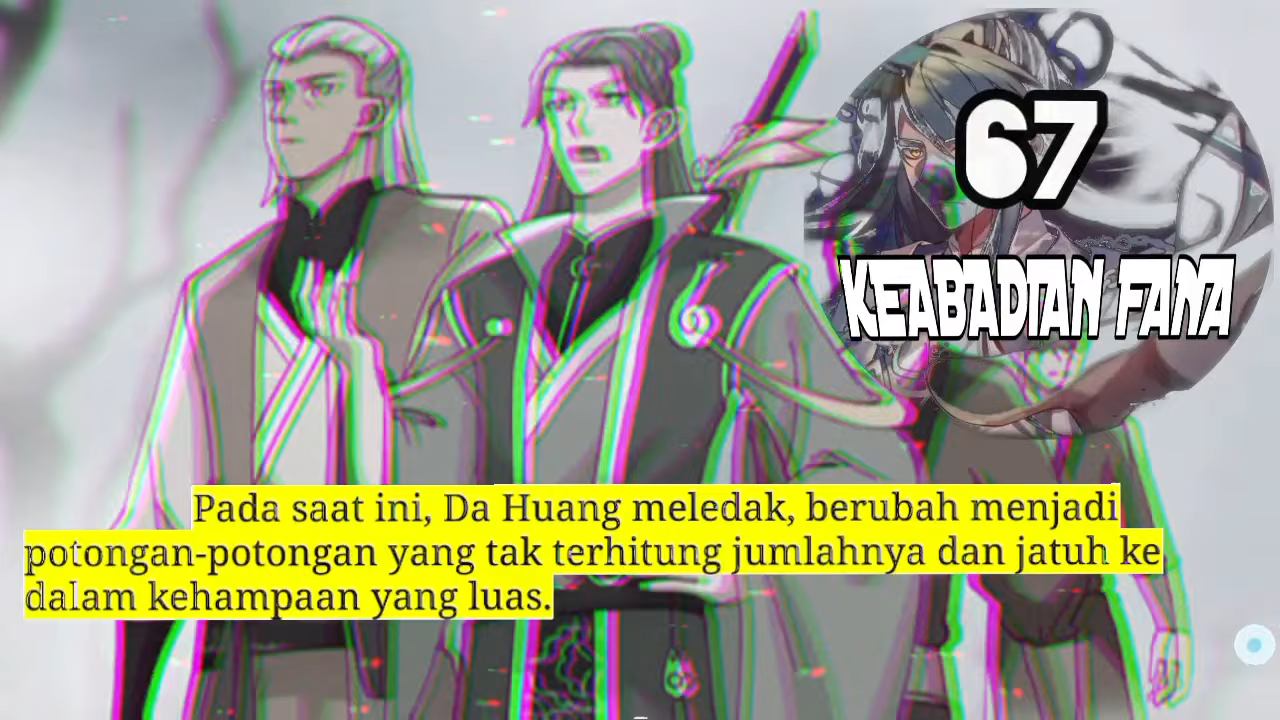 67
KEABADIAN FANA
Pada saat ini, Da Huang meledak, berubah menjadi
potongan-potongan yang tak terhitung jumlahnya dan jatuh ke
dalam kehampaan yang luas.